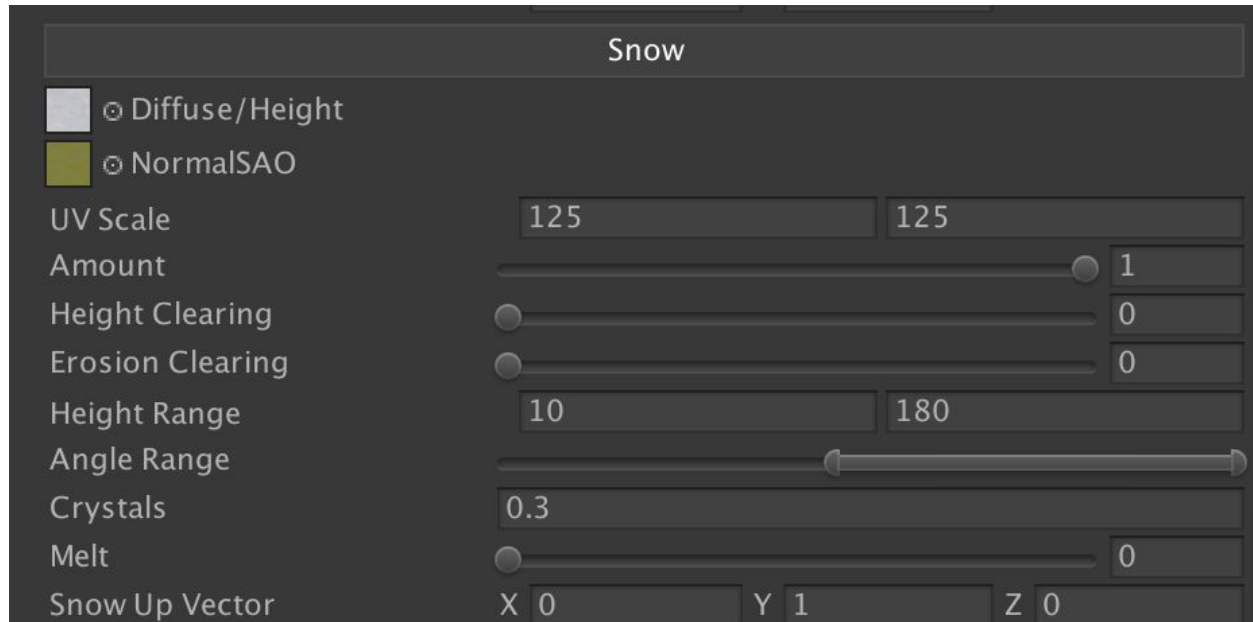 Snow
Diffuse/Height
NormalSAO
UV Scale 125 125
Amount 1
Height Clearing 0
Erosion Clearing 0
Height Range 10 180
Angle Range
Crystals 0.3
Melt 0
Snow Up Vector X 0 Y 1 Z 0